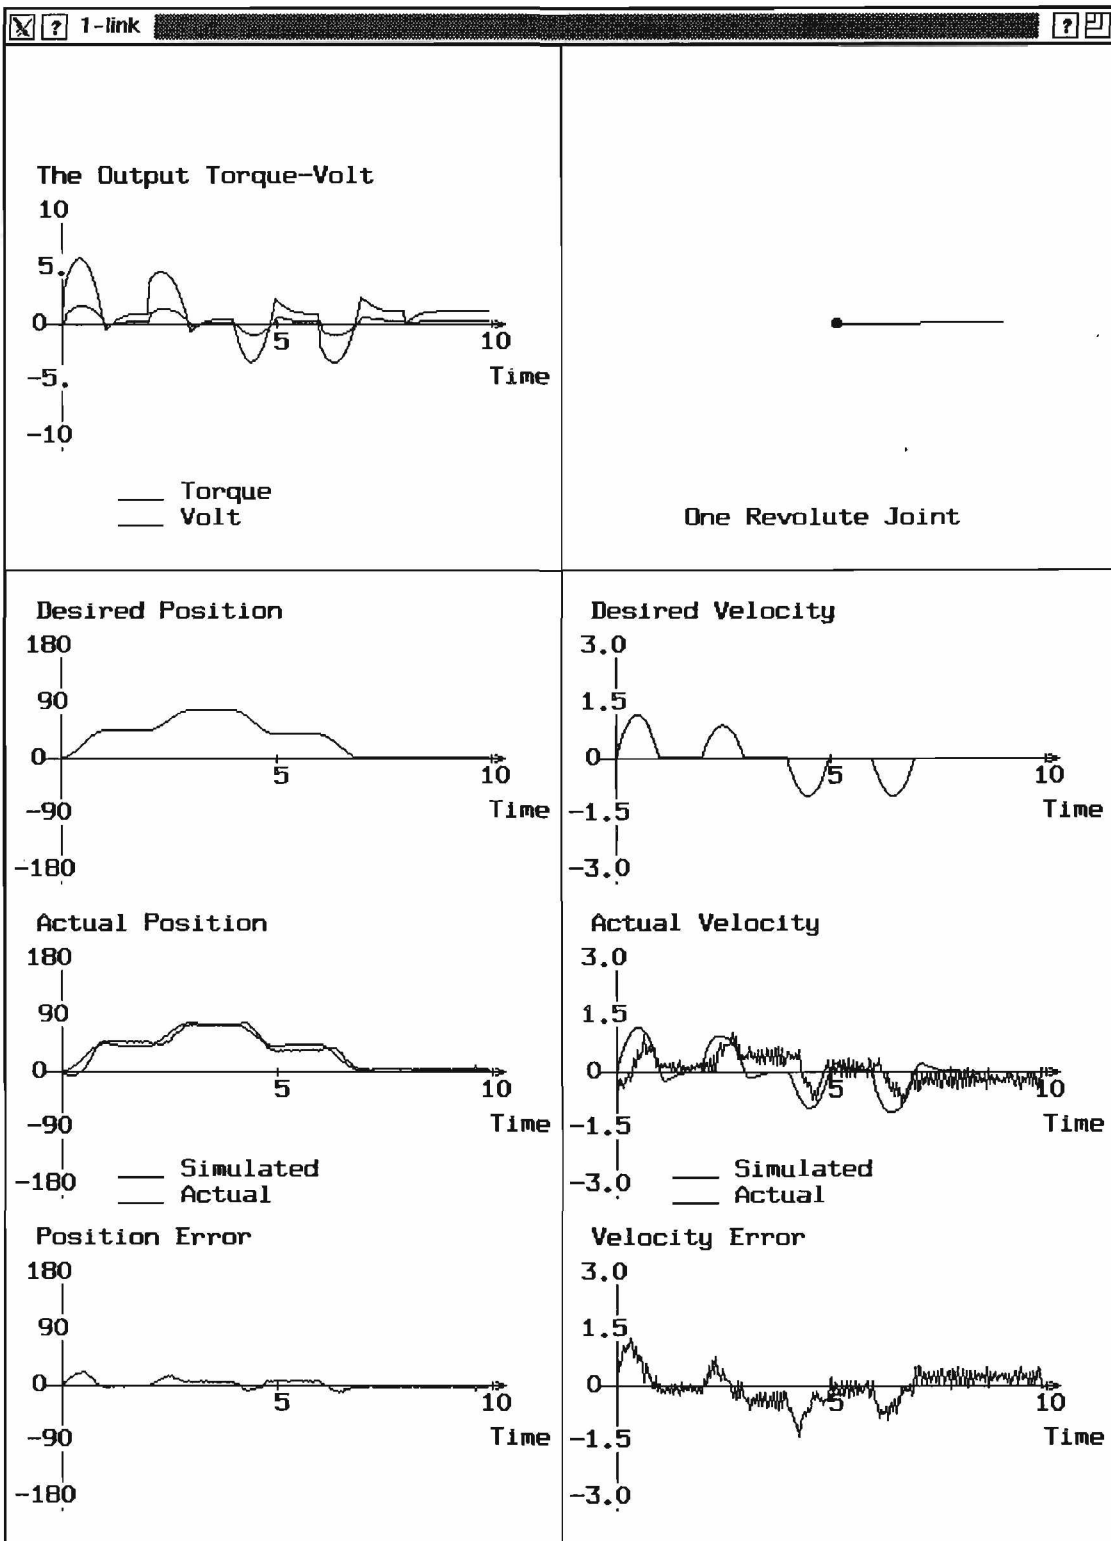 1-link
The Output Torque-Volt
10
5.
0
5
10
-5.
Time
-10
Torque
Volt
One Revolute Joint
Desired Position
180
90
0
5
10
-90
Time
-180
Desired Velocity
3.0
1.5
0
5
10
-1.5
Time
-3.0
Actual Position
180
90
0
5
10
-90
Time
-180
Simulated
Actual
Actual Velocity
3.0
1.5
0
5
10
-1.5
Time
-3.0
Simulated
Actual
Position Error
180
90
0
5
10
-90
Time
-180
Velocity Error
3.0
1.5
0
5
10
-1.5
Time
-3.0